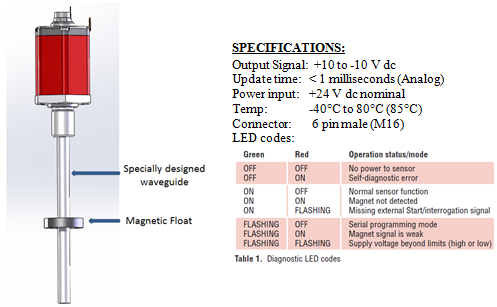 Specially designed
waveguide
Magnetic Float
SPECIFICATIONS:
Output Signal: +10 to -10 V dc
Update time: < 1 milliseconds (Analog)
Power input: +24 V dc nominal
Temp: -40°C to 80°C (85°C)
Connector: 6 pin male (M16)
LED codes:
Green Red Operation status/mode
OFF OFF No power to sensor
OFF ON Self-diagnostic error
ON OFF Normal sensor function
ON ON Magnet not detected
ON FLASHING Missing external Start/interrogation signal
FLASHING OFF Serial programming mode
FLASHING ON Magnet signal is weak
FLASHING FLASHING Supply voltage beyond limits (high or low)
Table 1. Diagnostic LED codes